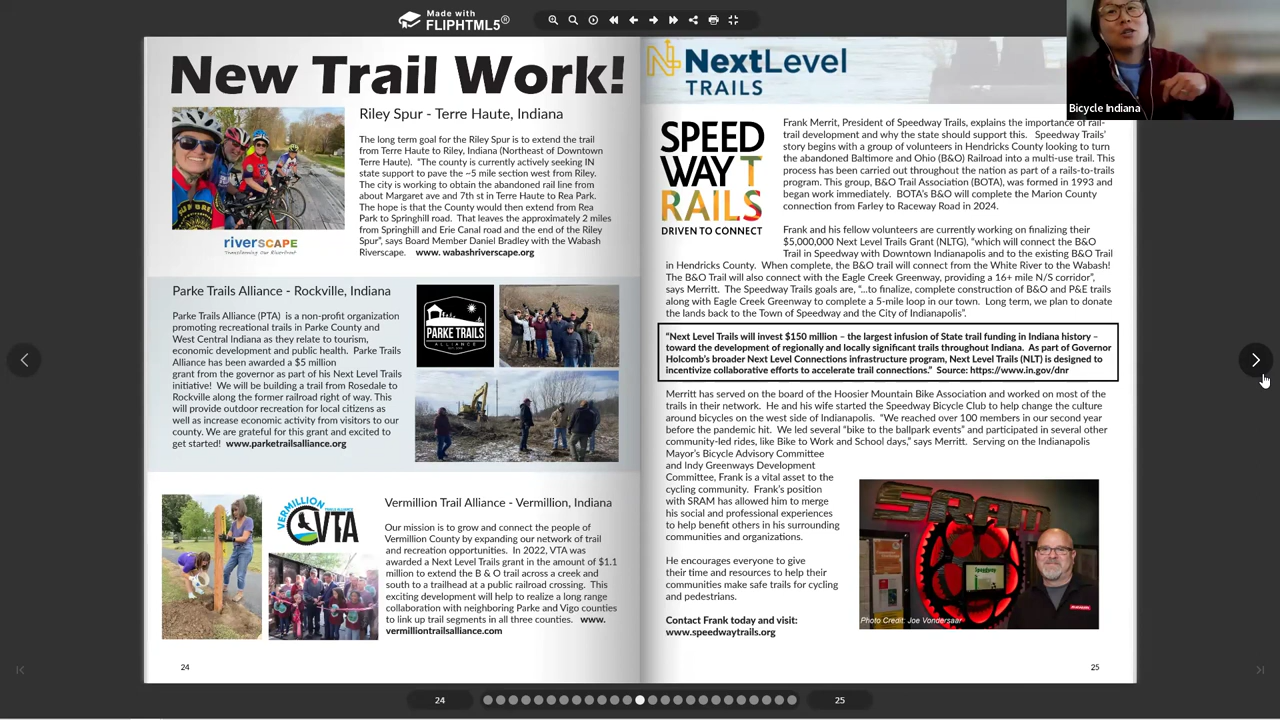 Made with
FLIPHTML5®
Bicycle Indiana
New Trail Work!
Riley Spur - Terre Haute, Indiana
The long term goal for the Riley Spur is to extend the trail
from Terre Haute to Riley, Indiana (Northeast of Downtown
Terre Haute). “The county is currently actively seeking IN
state support to pave the ~5 mile section west from Riley.
The city is working to obtain the abandoned rail line from
about Margaret ave and 7th st in Terre Haute to Rea Park.
The hope is that the County would then extend from Rea
Park to Springhill road. That leaves the approximately 2 miles
from Springhill and Erie Canal road and the end of the Riley
Spur”, says Board Member Daniel Bradley with the Wabash
Riverscape. www. wabashriverscape.org
riverSCAPE
Transforming Our Riverfront
Parke Trails Alliance - Rockville, Indiana
Parke Trails Alliance (PTA) is a non-profit organization
promoting recreational trails in Parke County and
West Central Indiana as they relate to tourism,
economic development and public health. Parke Trails
Alliance has been awarded a $5 million
grant from the governor as part of his Next Level Trails
initiative! We will be building a trail from Rosedale to
Rockville along the former railroad right of way. This
will provide outdoor recreation for local citizens as
well as increase economic activity from visitors to our
county. We are grateful for this grant and excited to
get started! www.parketrailsalliance.org
PARKE TRAILS
ALLIANCE
VERMILLION
VTA
Vermillion Trail Alliance - Vermillion, Indiana
Our mission is to grow and connect the people of
Vermillion County by expanding our network of trail
and recreation opportunities. In 2022, VTA was
awarded a Next Level Trails grant in the amount of $1.1
million to extend the B & O trail across a creek and
south to a trailhead at a public railroad crossing. This
exciting development will help to realize a long range
collaboration with neighboring Parke and Vigo counties
to link up trail segments in all three counties. www.
vermilliontrailsalliance.com
24
NextLevel
TRAILS
SPEED
WAY T
RAILS
DRIVEN TO CONNECT
Frank Merrit, President of Speedway Trails, explains the importance of rail-
trail development and why the state should support this. Speedway Trails’
story begins with a group of volunteers in Hendricks County looking to turn
the abandoned Baltimore and Ohio (B&O) Railroad into a multi-use trail. This
process has been carried out throughout the nation as part of a rails-to-trails
program. This group, B&O Trail Association (BOTA), was formed in 1993 and
began work immediately. BOTA’s B&O will complete the Marion County
connection from Farley to Raceway Road in 2024.
Frank and his fellow volunteers are currently working on finalizing their
$5,000,000 Next Level Trails Grant (NLTG), “which will connect the B&O
Trail in Speedway with Downtown Indianapolis and to the existing B&O Trail
in Hendricks County. When complete, the B&O trail will connect from the White River to the Wabash!
The B&O Trail will also connect with the Eagle Creek Greenway, providing a 16+ mile N/S corridor”,
says Merritt. The Speedway Trails goals are, “...to finalize, complete construction of B&O and P&E trails
along with Eagle Creek Greenway to complete a 5-mile loop in our town. Long term, we plan to donate
the lands back to the Town of Speedway and the City of Indianapolis”.
“Next Level Trails will invest $150 million – the largest infusion of State trail funding in Indiana history –
toward the development of regionally and locally significant trails throughout Indiana. As part of Governor
Holcomb’s broader Next Level Connections infrastructure program, Next Level Trails (NLT) is designed to
incentivize collaborative efforts to accelerate trail connections.” Source: https://www.in.gov/dnr
Merritt has served on the board of the Hoosier Mountain Bike Association and worked on most of the
trails in their network. He and his wife started the Speedway Bicycle Club to help change the culture
around bicycles on the west side of Indianapolis. “We reached over 100 members in our second year
before the pandemic hit. We led several “bike to the ballpark events” and participated in several other
community-led rides, like Bike to Work and School days,” says Merritt. Serving on the Indianapolis
Mayor’s Bicycle Advisory Committee
and Indy Greenways Development
Committee, Frank is a vital asset to the
cycling community. Frank’s position
with SRAM has allowed him to merge
his social and professional experiences
to help benefit others in his surrounding
communities and organizations.
He encourages everyone to give
their time and resources to help their
communities make safe trails for cycling
and pedestrians.
Contact Frank today and visit:
www.speedwaytrails.org
SRAM
Photo Credit: Joe Vondersaar
25
24
25